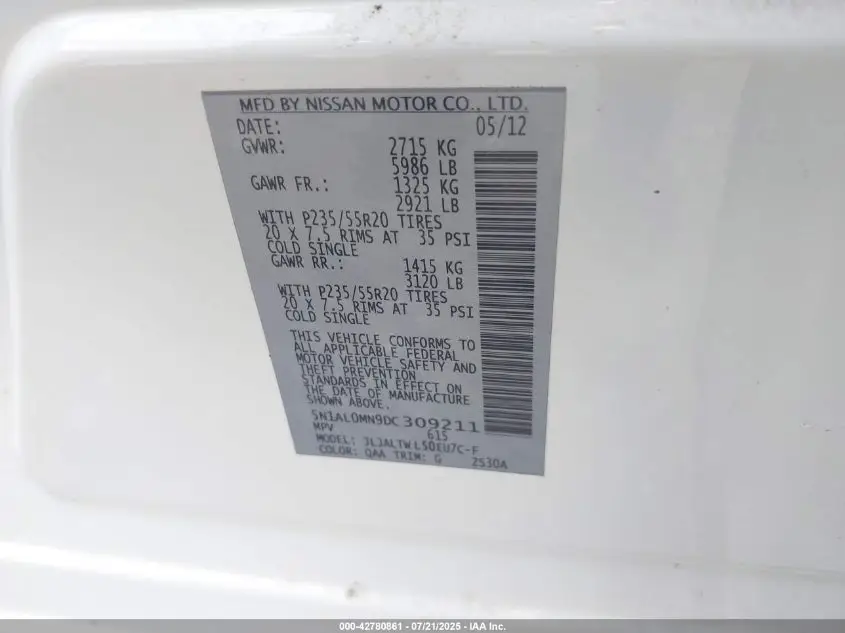 MFD BY NISSAN MOTOR CO., LTD.
DATE: 05/12
GVWR: 2715 KG
5986 LB
GAWR FR.: 1325 KG
2921 LB
WITH P235/55R20 TIRES
20 X 7.5 RIMS AT 35 PSI
COLD SINGLE
GAWR RR.: 1415 KG
3120 LB
WITH P235/55R20 TIRES
20 X 7.5 RIMS AT 35 PSI
COLD SINGLE
THIS VEHICLE CONFORMS TO
ALL APPLICABLE FEDERAL
MOTOR VEHICLE SAFETY AND
THEFT PREVENTION
STANDARDS IN EFFECT ON
THE DATE OF MANUFACTURE
SHOWN ABOVE.
5N1AL0MN9DC309211
MPV 615
MODEL: JLJALTWL50EU7C-F
COLOR: QAA TRIM: G 2530A
000-42780861 - 07/21/2025 - IAA Inc.